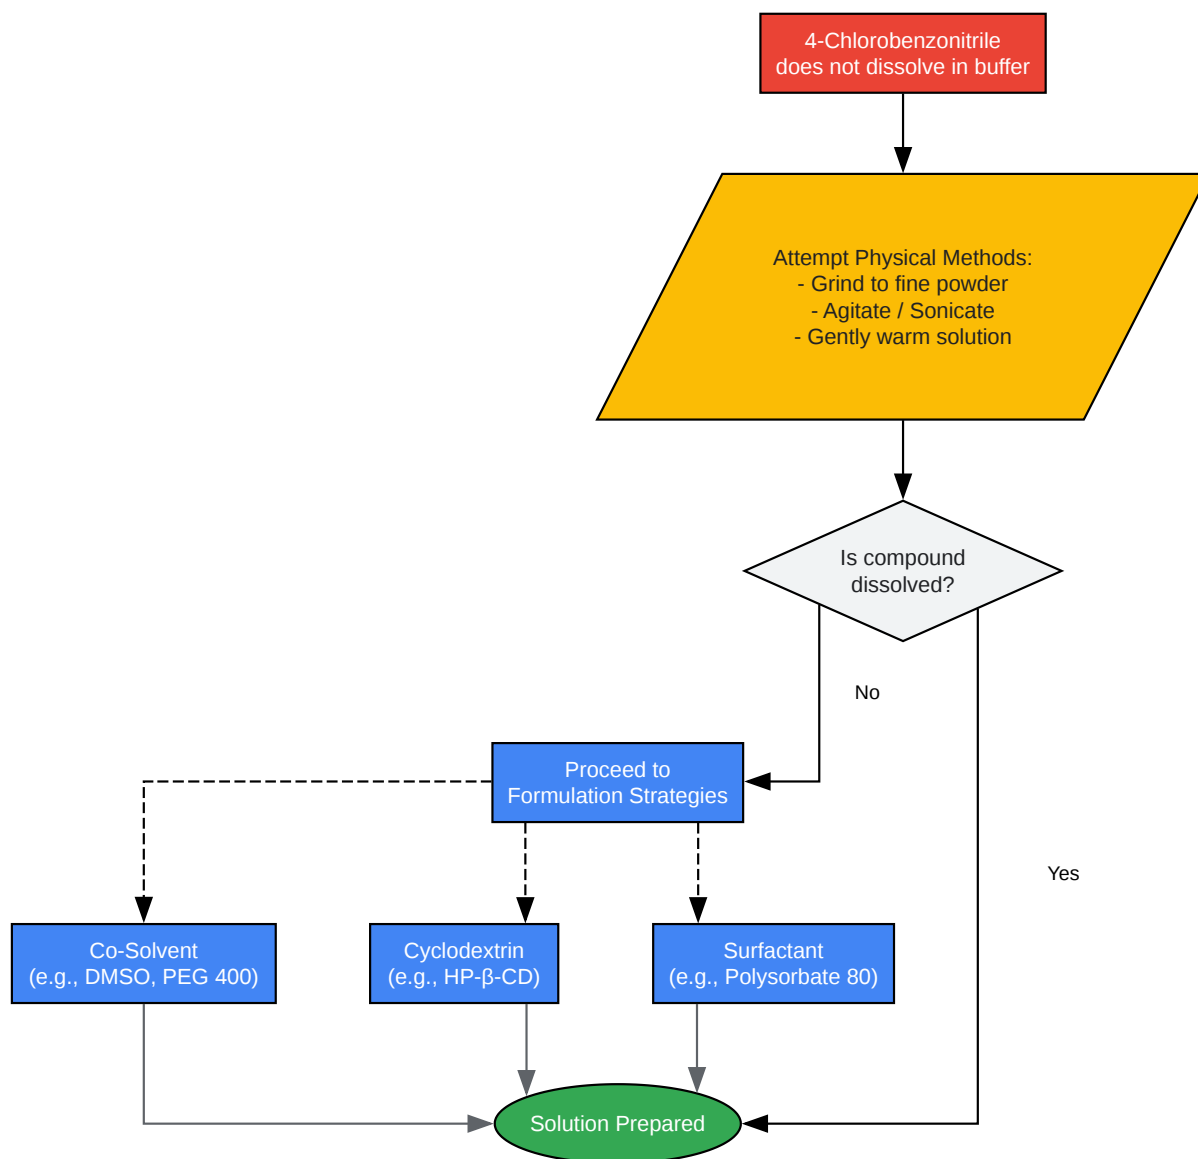 4-Chlorobenzonitrile
does not dissolve in buffer
Attempt Physical Methods:
- Grind to fine powder
- Agitate / Sonicate
- Gently warm solution
Is compound
dissolved?
No
Proceed to
Formulation Strategies
Yes
Co-Solvent
(e.g., DMSO, PEG 400)
Cyclodextrin
(e.g., HP-β-CD)
Surfactant
(e.g., Polysorbate 80)
Solution Prepared